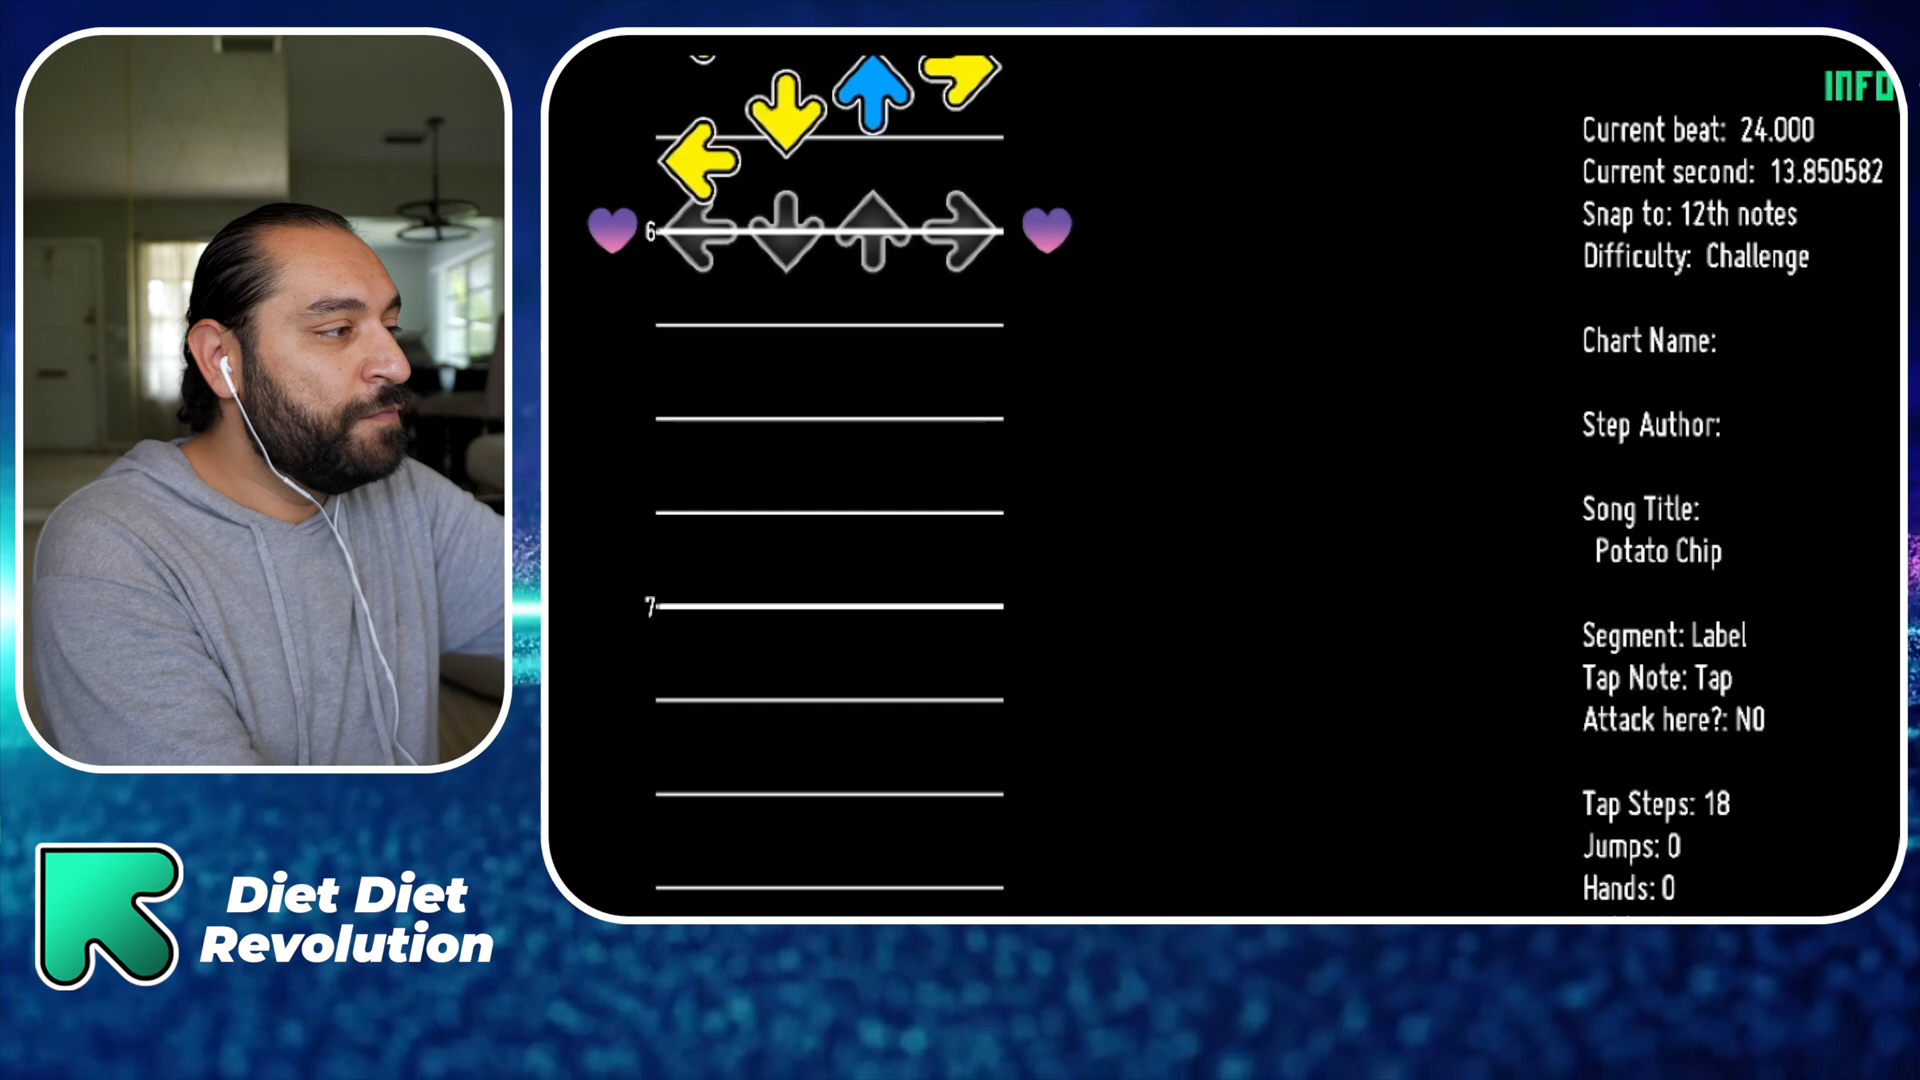 INFO
Current beat: 24.000
Current second: 13.850582
Snap to: 12th notes
Difficulty: Challenge
Chart Name:
Step Author:
Song Title:
Potato Chip
Segment: Label
Tap Note: Tap
Attack here?: NO
Tap Steps: 18
Jumps: 0
Hands: 0
6
7
Diet Diet
Revolution